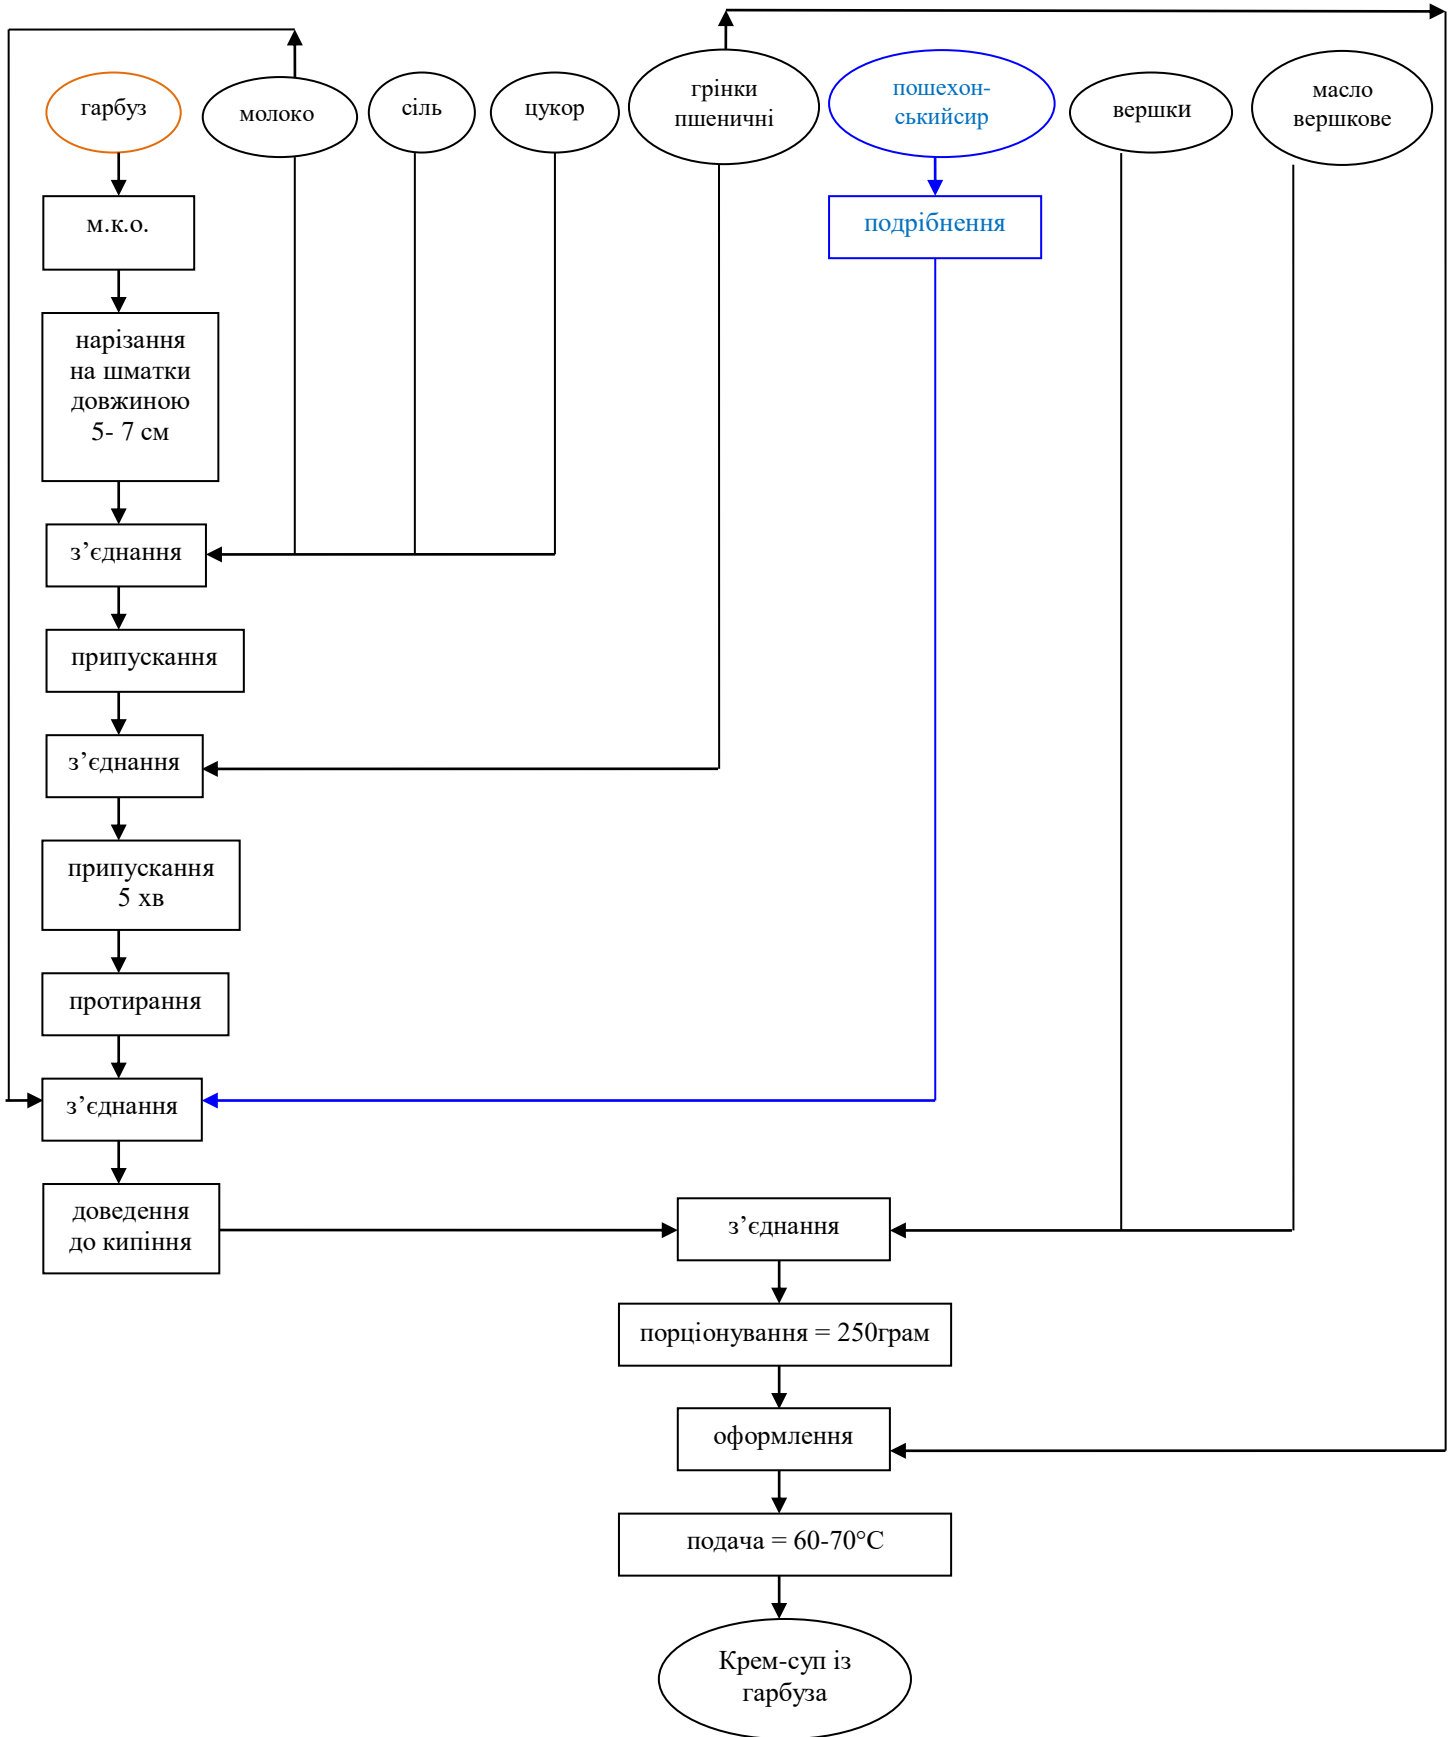 гарбуз
молоко
сіль
цукор
грінки
пшеничні
пошехон-
ськийсир
вершки
масло
вершкове
м.к.о.
подрібнення
нарізання
на шматки
довжиною
5- 7 см
з’єднання
припускання
з’єднання
припускання
5 хв
протирання
з’єднання
доведення
до кипіння
з’єднання
порціонування = 250грам
оформлення
подача = 60-70°С
Крем-суп із
гарбуза